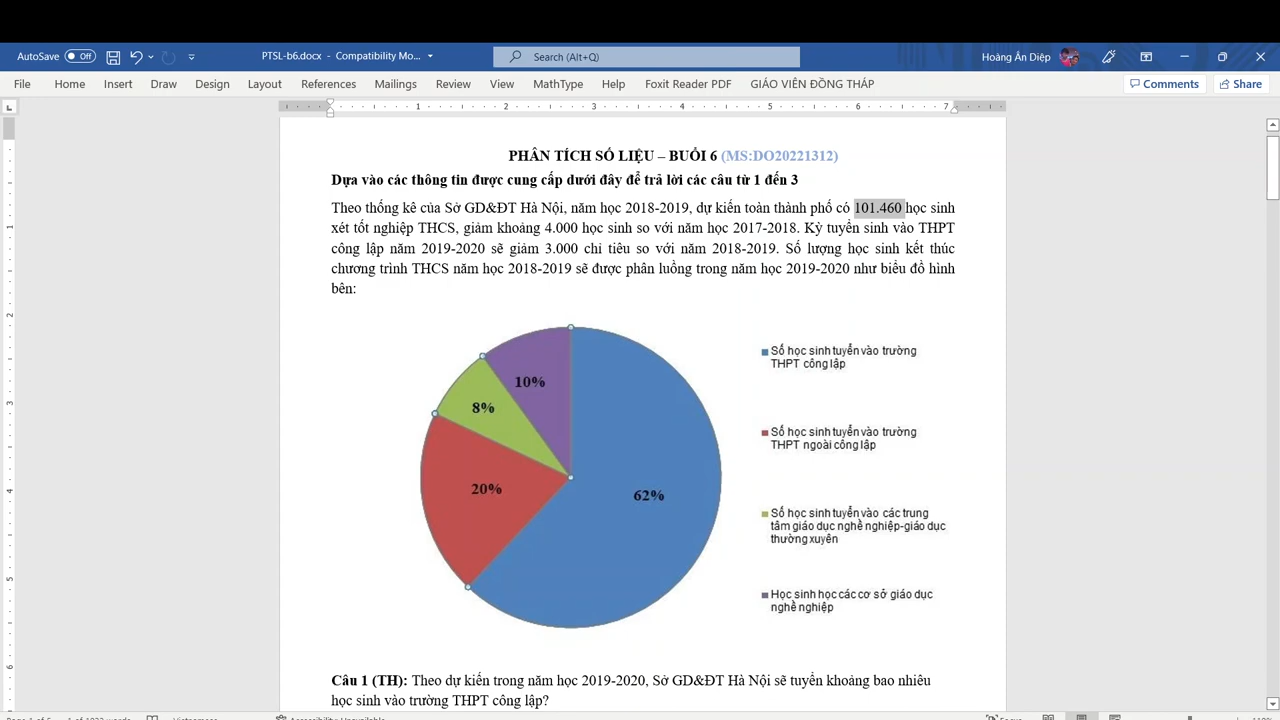 AutoSave Off PTSL-b6.docx - Compatibility Mo... Search (Alt+Q) Hoàng Ân Diệp
File Home Insert Draw Design Layout References Mailings Review View MathType Help Foxit Reader PDF GIÁO VIÊN ĐỒNG THÁP Comments Share
1 2 3 4 5 6 7
PHÂN TÍCH SỐ LIỆU – BUỔI 6 (MS:DO20221312)
Dựa vào các thông tin được cung cấp dưới đây để trả lời các câu từ 1 đến 3
Theo thống kê của Sở GD&ĐT Hà Nội, năm học 2018-2019, dự kiến toàn thành phố có 101.460 học sinh
xét tốt nghiệp THCS, giảm khoảng 4.000 học sinh so với năm học 2017-2018. Kỳ tuyển sinh vào THPT
công lập năm 2019-2020 sẽ giảm 3.000 chỉ tiêu so với năm 2018-2019. Số lượng học sinh kết thúc
chương trình THCS năm học 2018-2019 sẽ được phân luồng trong năm học 2019-2020 như biểu đồ hình
bên:
10%
8%
20%
62%
Số học sinh tuyển vào trường
THPT công lập
Số học sinh tuyển vào trường
THPT ngoài công lập
Số học sinh tuyển vào các trung
tâm giáo dục nghề nghiệp-giáo dục
thường xuyên
Học sinh học các cơ sở giáo dục
nghề nghiệp
Câu 1 (TH): Theo dự kiến trong năm học 2019-2020, Sở GD&ĐT Hà Nội sẽ tuyển khoảng bao nhiêu
học sinh vào trường THPT công lập?